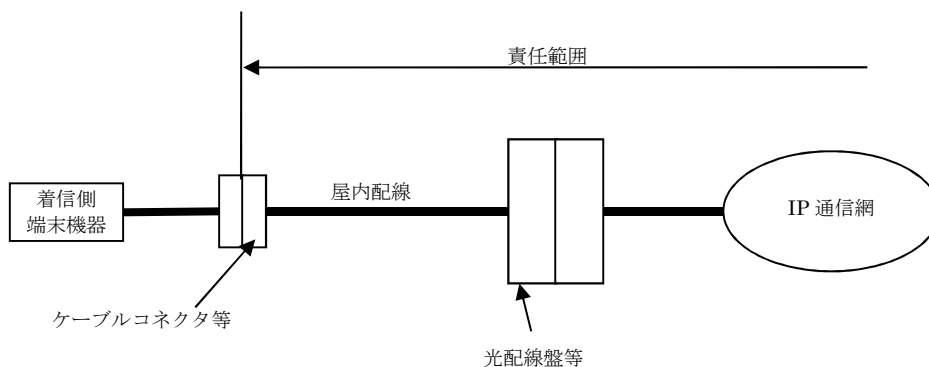 責任範囲
着信側
端末機器
屋内配線
IP 通信網
ケーブルコネクタ等
光配線盤等